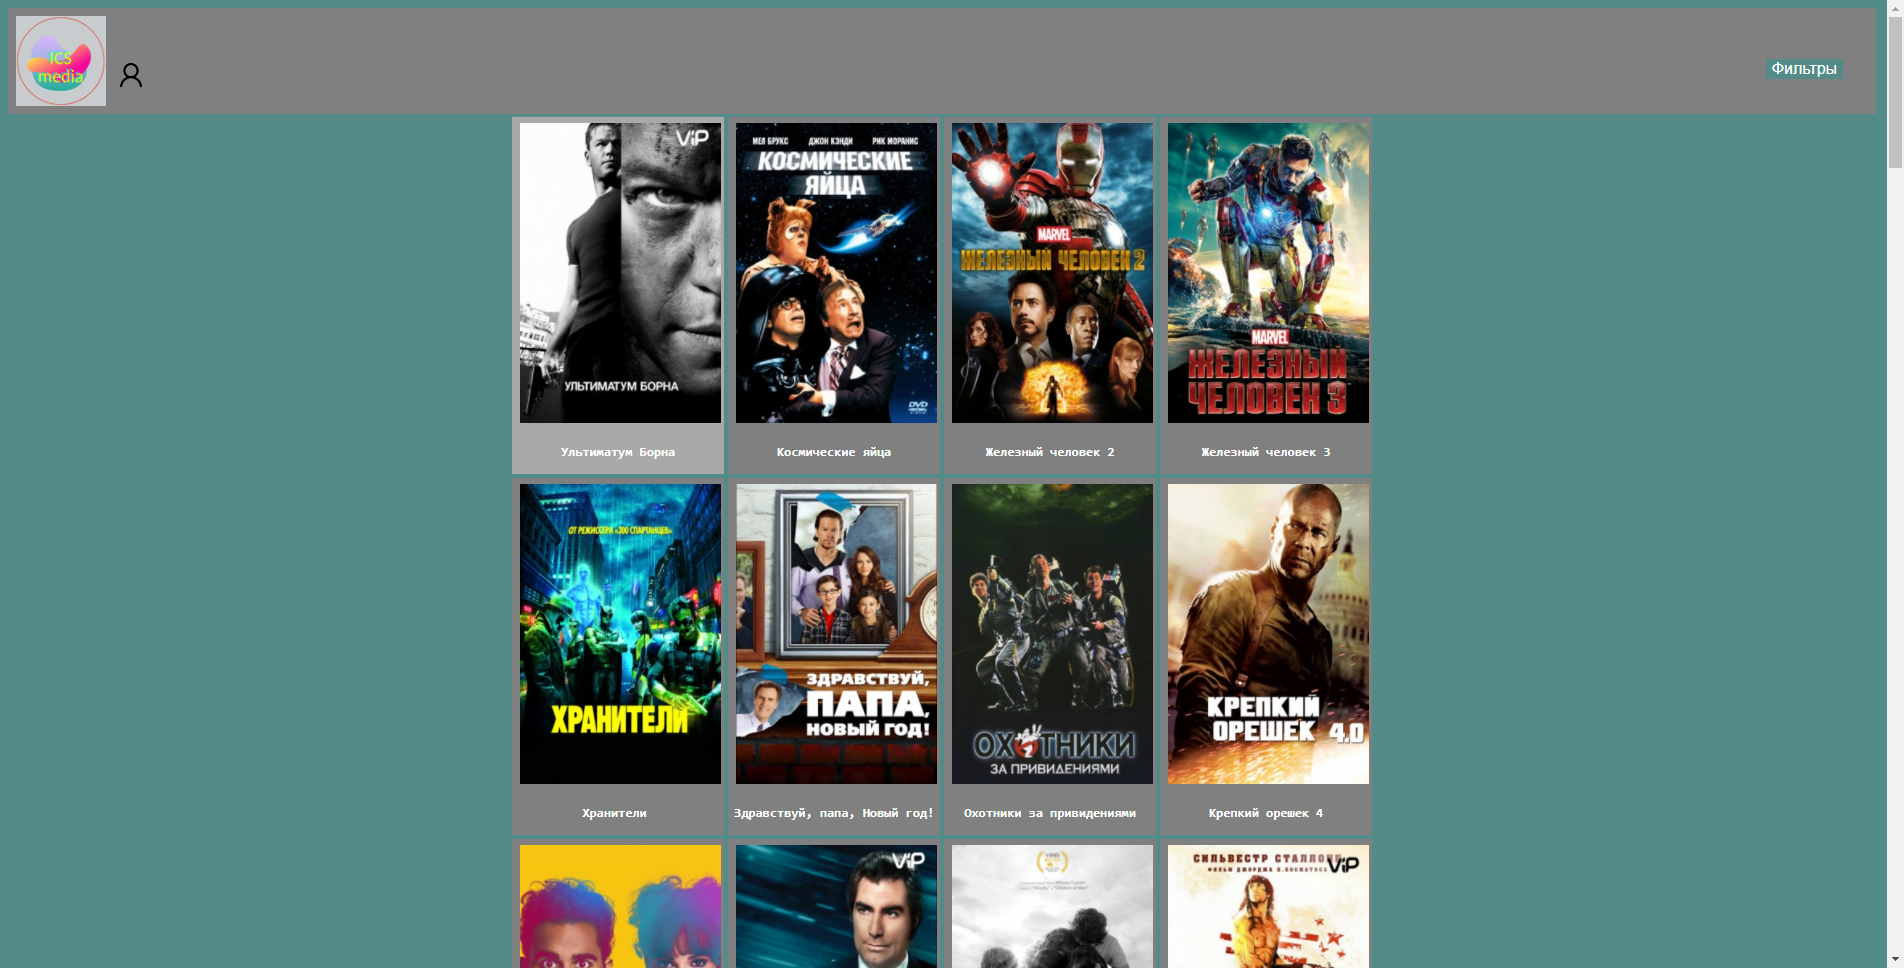 ICS
media
Фильтры
ViP
УЛЬТИМАТУМ БОРНА
Ультиматум Борна
МЕЛ БРУКС ДЖОН КЭНДИ РИК МОРАНИС
КОСМИЧЕСКИЕ
ЯЙЦА
DVD
Космические яйца
MARVEL
ЖЕЛЕЗНЫЙ ЧЕЛОВЕК 2
Железный человек 2
MARVEL
ЖЕЛЕЗНЫЙ
ЧЕЛОВЕК 3
Железный человек 3
ОТ РЕЖИССЕРА «300 СПАРТАНЦЕВ»
ХРАНИТЕЛИ
Хранители
ЗДРАВСТВУЙ,
ПАПА,
НОВЫЙ ГОД!
Здравствуй, папа, Новый год!
ОХОТНИКИ
ЗА ПРИВИДЕНИЯМИ
Охотники за привидениями
КРЕПКИЙ
ОРЕШЕК 4.0
Крепкий орешек 4
ViP
СИЛЬВЕСТР СТАЛЛОНЕ
ViP